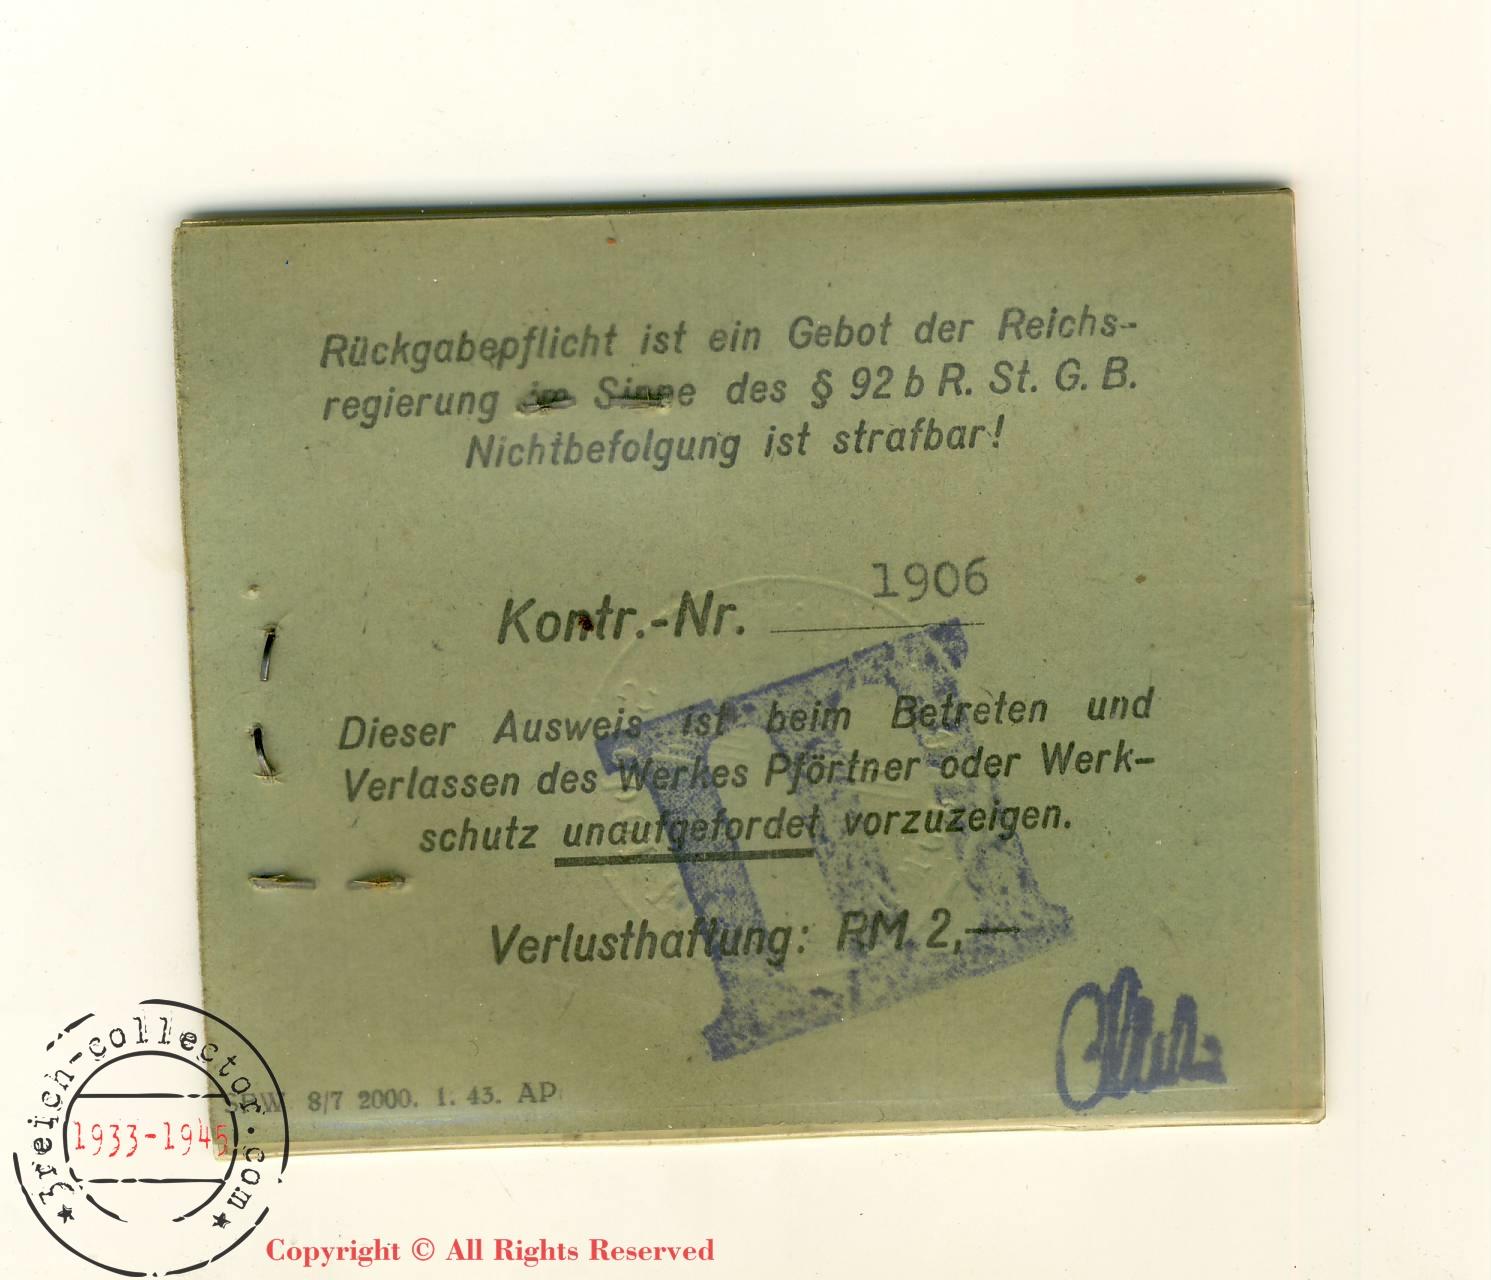 Rückgabepflicht ist ein Gebot der Reichs-
regierung im Sinne des § 92 b R. St. G. B.
Nichtbefolgung ist strafbar!
Kontr.-Nr. 1906
Dieser Ausweis ist beim Betreten und
Verlassen des Werkes Pförtner oder Werk-
schutz unaufgefordet vorzuzeigen.
Verlusthaftung: RM 2,—
II
8/7 2000. 1. 43. AP.
3reich-collector.com
1933-1945
Copyright © All Rights Reserved